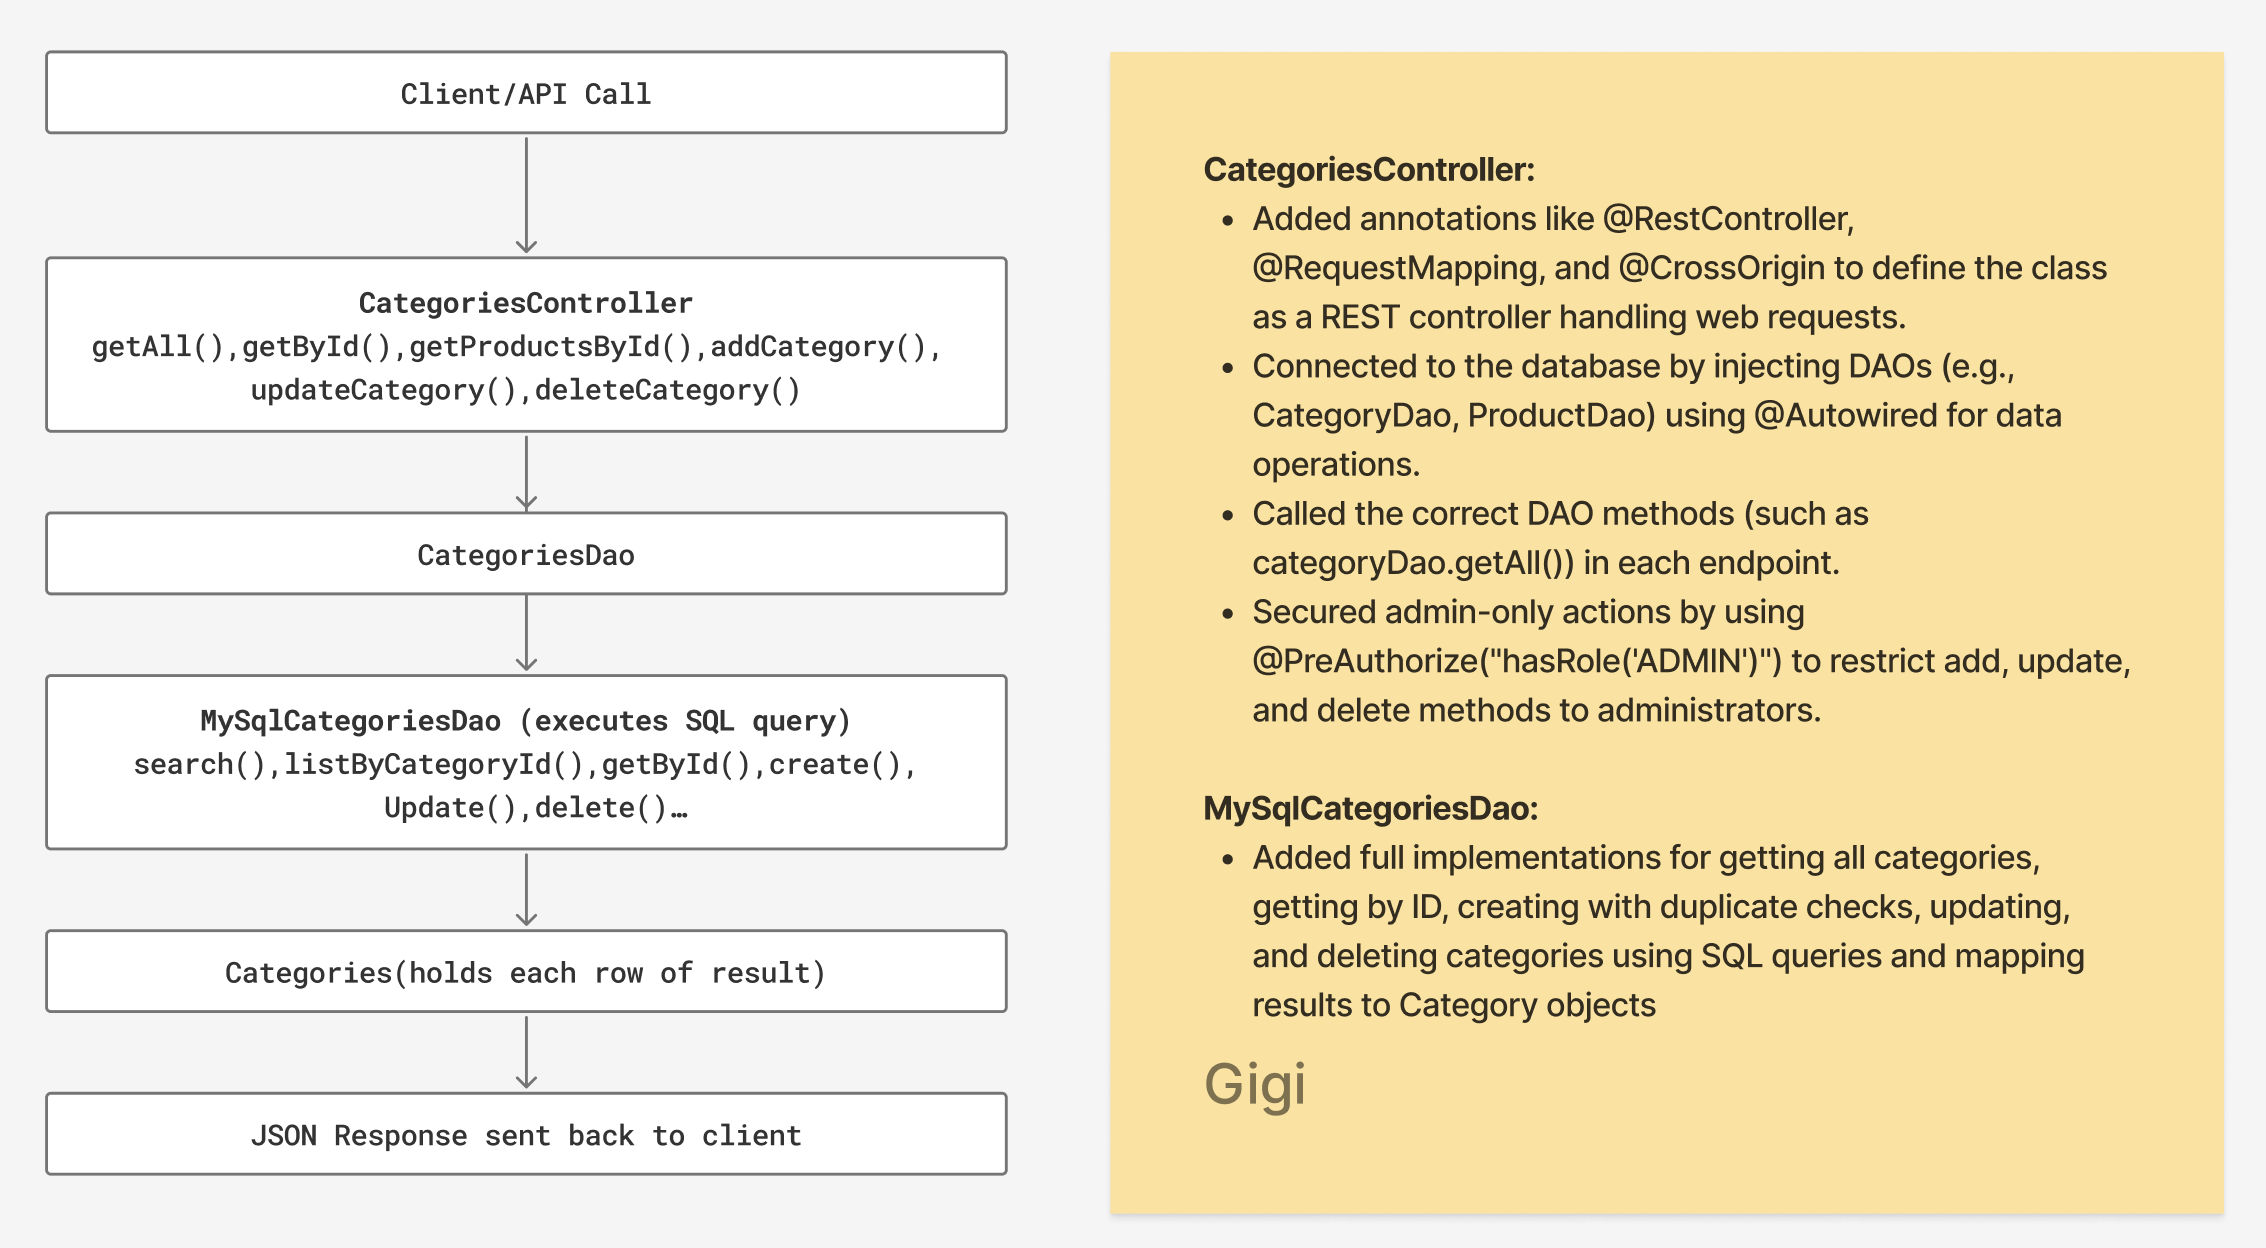 Client/API Call
CategoriesController
getAll(),getById(),getProductsById(),addCategory(),
updateCategory(),deleteCategory()
CategoriesDao
MySqlCategoriesDao (executes SQL query)
search(),listByCategoryId(),getById(),create(),
Update(),delete()…
Categories(holds each row of result)
JSON Response sent back to client
CategoriesController:
• Added annotations like @RestController,
@RequestMapping, and @CrossOrigin to define the class
as a REST controller handling web requests.
• Connected to the database by injecting DAOs (e.g.,
CategoryDao, ProductDao) using @Autowired for data
operations.
• Called the correct DAO methods (such as
categoryDao.getAll()) in each endpoint.
• Secured admin-only actions by using
@PreAuthorize("hasRole('ADMIN')") to restrict add, update,
and delete methods to administrators.
MySqlCategoriesDao:
• Added full implementations for getting all categories,
getting by ID, creating with duplicate checks, updating,
and deleting categories using SQL queries and mapping
results to Category objects
Gigi